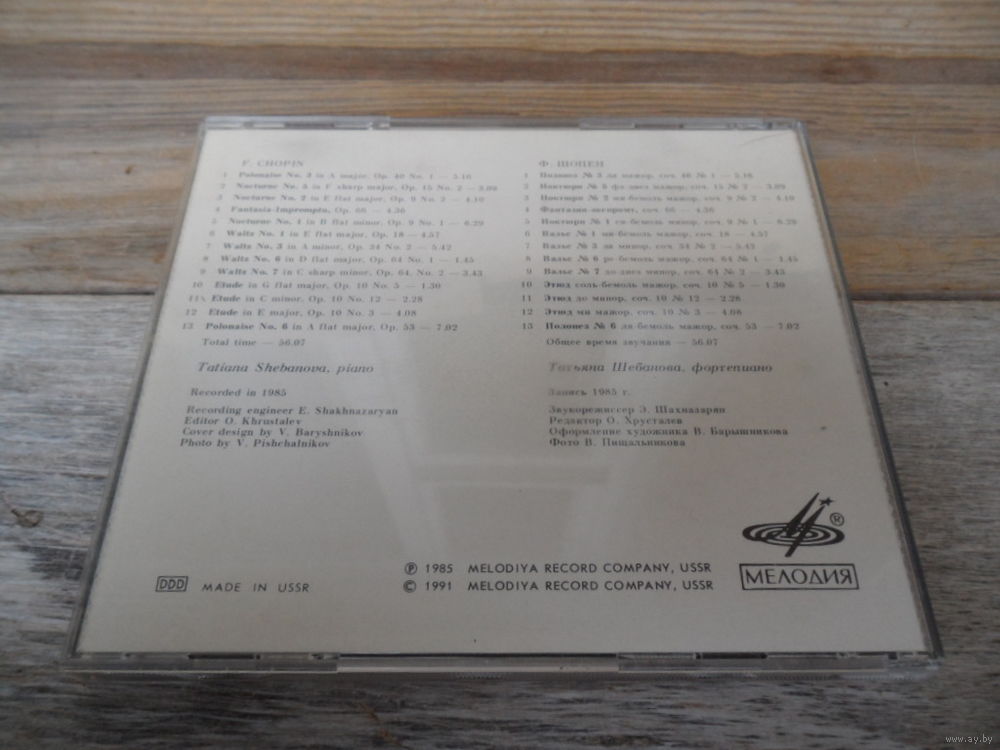 F. CHOPIN
1 Polonaise No. 3 in A major, Op. 40 No. 1 — 5.16
2 Nocturne No. 5 in F sharp major, Op. 15 No. 2 — 3.09
3 Nocturne No. 2 in E flat major, Op. 9 No. 2 — 4.10
4 Fantasia-Impromptu, Op. 66 — 4.36
5 Nocturne No. 1 in B flat minor, Op. 9 No. 1 — 6.29
6 Waltz No. 1 in E flat major, Op. 18 — 4.57
7 Waltz No. 3 in A minor, Op. 34 No. 2 — 5.42
8 Waltz No. 6 in D flat major, Op. 64 No. 1 — 1.45
9 Waltz No. 7 in C sharp minor, Op. 64, No. 2 — 3.43
10 Etude in G flat major, Op. 10 No. 5 — 1.30
11 Etude in C minor, Op. 10 No. 12 — 2.28
12 Etude in E major, Op. 10 No. 3 — 4.08
13 Polonaise No. 6 in A flat major, Op. 53 — 7.02
Total time — 56.07
Tatiana Shebanova, piano
Recorded in 1985
Recording engineer E. Shakhnazaryan
Editor O. Khrustalev
Cover design by V. Baryshnikov
Photo by V. Pishchalnikov
Ф. ШОПЕН
1 Полонез № 3 ля мажор, соч. 40 № 1 — 5.16
2 Ноктюрн № 5 фа диез мажор, соч. 15 № 2 — 3.09
3 Ноктюрн № 2 ми-бемоль мажор, соч. 9 № 2 — 4.10
4 Фантазия-экспромт, соч. 66 — 4.36
5 Ноктюрн № 1 си-бемоль минор, соч. 9 № 1 — 6.29
6 Вальс № 1 ми-бемоль мажор, соч. 18 — 4.57
7 Вальс № 3 ля минор, соч. 34 № 2 — 5.42
8 Вальс № 6 ре бемоль мажор, соч. 64 № 1 — 1.45
9 Вальс № 7 до диез минор, соч. 64 № 2 — 3.43
10 Этюд соль-бемоль мажор, соч. 10 № 5 — 1.30
11 Этюд до минор, соч. 10 № 12 — 2.28
12 Этюд ми мажор, соч. 10 № 3 — 4.08
13 Полонез № 6 ля-бемоль мажор, соч. 53 — 7.02
Общее время звучания — 56.07
Татьяна Шебанова, фортепиано
Запись 1985 г.
Звукорежиссер Э. Шахназарян
Редактор О. Хрусталев
Оформление художника В. Барышникова
Фото В. Пищальникова
DDD MADE IN USSR
Ⓟ 1985 MELODIYA RECORD COMPANY, USSR
© 1991 MELODIYA RECORD COMPANY, USSR
®
МЕЛОДИЯ
www.ay.by